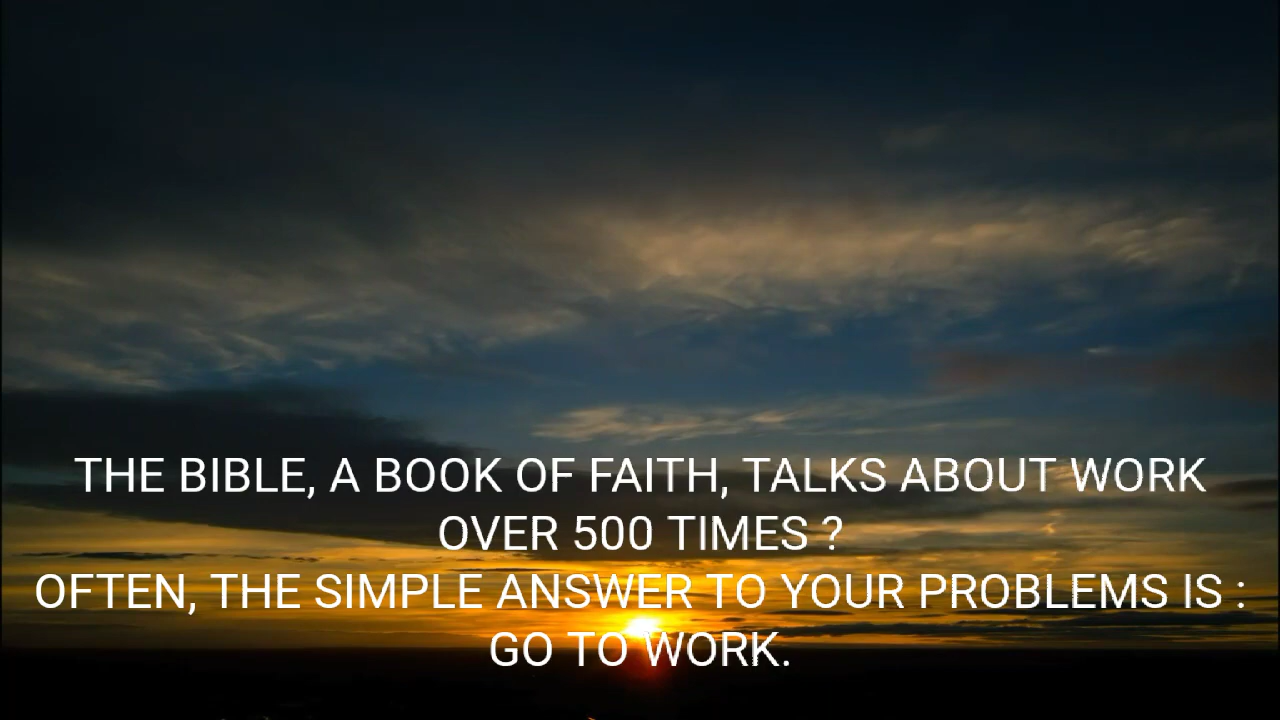 THE BIBLE, A BOOK OF FAITH, TALKS ABOUT WORK
OVER 500 TIMES ?
OFTEN, THE SIMPLE ANSWER TO YOUR PROBLEMS IS :
GO TO WORK.